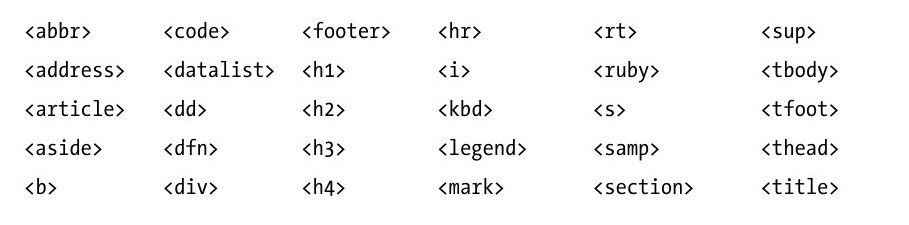 <abbr> <code> <footer> <hr> <rt> <sup>
<address> <datalist> <h1> <i> <ruby> <tbody>
<article> <dd> <h2> <kbd> <s> <tfoot>
<aside> <dfn> <h3> <legend> <samp> <thead>
<b> <div> <h4> <mark> <section> <title>